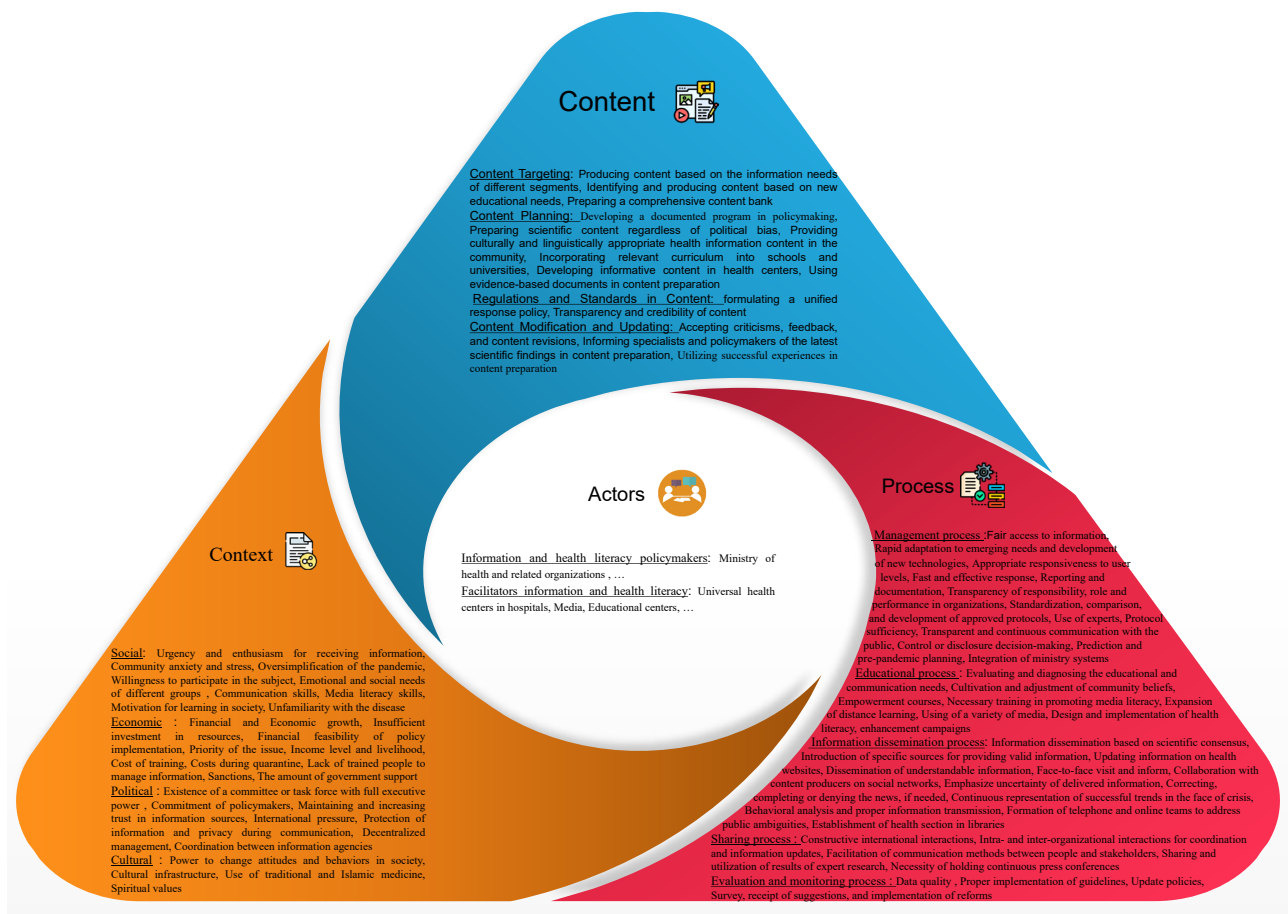 Content
Content Targeting: Producing content based on the information needs
of different segments, Identifying and producing content based on new
educational needs, Preparing a comprehensive content bank
Content Planning: Developing a documented program in policymaking,
Preparing scientific content regardless of political bias, Providing
culturally and linguistically appropriate health information content in the
community, Incorporating relevant curriculum into schools and
universities, Developing informative content in health centers, Using
evidence-based documents in content preparation
Regulations and Standards in Content: formulating a unified
response policy, Transparency and credibility of content
Content Modification and Updating: Accepting criticisms, feedback,
and content revisions, Informing specialists and policymakers of the latest
scientific findings in content preparation, Utilizing successful experiences in
content preparation
Actors
Information and health literacy policymakers: Ministry of
health and related organizations , …
Facilitators information and health literacy: Universal health
centers in hospitals, Media, Educational centers, …
Context
Social: Urgency and enthusiasm for receiving information,
Community anxiety and stress, Oversimplification of the pandemic,
Willingness to participate in the subject, Emotional and social needs
of different groups , Communication skills, Media literacy skills,
Motivation for learning in society, Unfamiliarity with the disease
Economic : Financial and Economic growth, Insufficient
investment in resources, Financial feasibility of policy
implementation, Priority of the issue, Income level and livelihood,
Cost of training, Costs during quarantine, Lack of trained people to
manage information, Sanctions, The amount of government support
Political : Existence of a committee or task force with full executive
power , Commitment of policymakers, Maintaining and increasing
trust in information sources, International pressure, Protection of
information and privacy during communication, Decentralized
management, Coordination between information agencies
Cultural : Power to change attitudes and behaviors in society,
Cultural infrastructure, Use of traditional and Islamic medicine,
Spiritual values
Process
Management process :Fair access to information,
Rapid adaptation to emerging needs and development
of new technologies, Appropriate responsiveness to user
levels, Fast and effective response, Reporting and
documentation, Transparency of responsibility, role and
performance in organizations, Standardization, comparison,
and development of approved protocols, Use of experts, Protocol
sufficiency, Transparent and continuous communication with the
public, Control or disclosure decision-making, Prediction and
pre-pandemic planning, Integration of ministry systems
Educational process : Evaluating and diagnosing the educational and
communication needs, Cultivation and adjustment of community beliefs,
Empowerment courses, Necessary training in promoting media literacy, Expansion
of distance learning, Using of a variety of media, Design and implementation of health
literacy, enhancement campaigns
Information dissemination process: Information dissemination based on scientific consensus,
Introduction of specific sources for providing valid information, Updating information on health
websites, Dissemination of understandable information, Face-to-face visit and inform, Collaboration with
content producers on social networks, Emphasize uncertainty of delivered information, Correcting,
completing or denying the news, if needed, Continuous representation of successful trends in the face of crisis,
Behavioral analysis and proper information transmission, Formation of telephone and online teams to address
public ambiguities, Establishment of health section in libraries
Sharing process : Constructive international interactions, Intra- and inter-organizational interactions for coordination
and information updates, Facilitation of communication methods between people and stakeholders, Sharing and
utilization of results of expert research, Necessity of holding continuous press conferences
Evaluation and monitoring process : Data quality , Proper implementation of guidelines, Update policies,
Survey, receipt of suggestions, and implementation of reforms